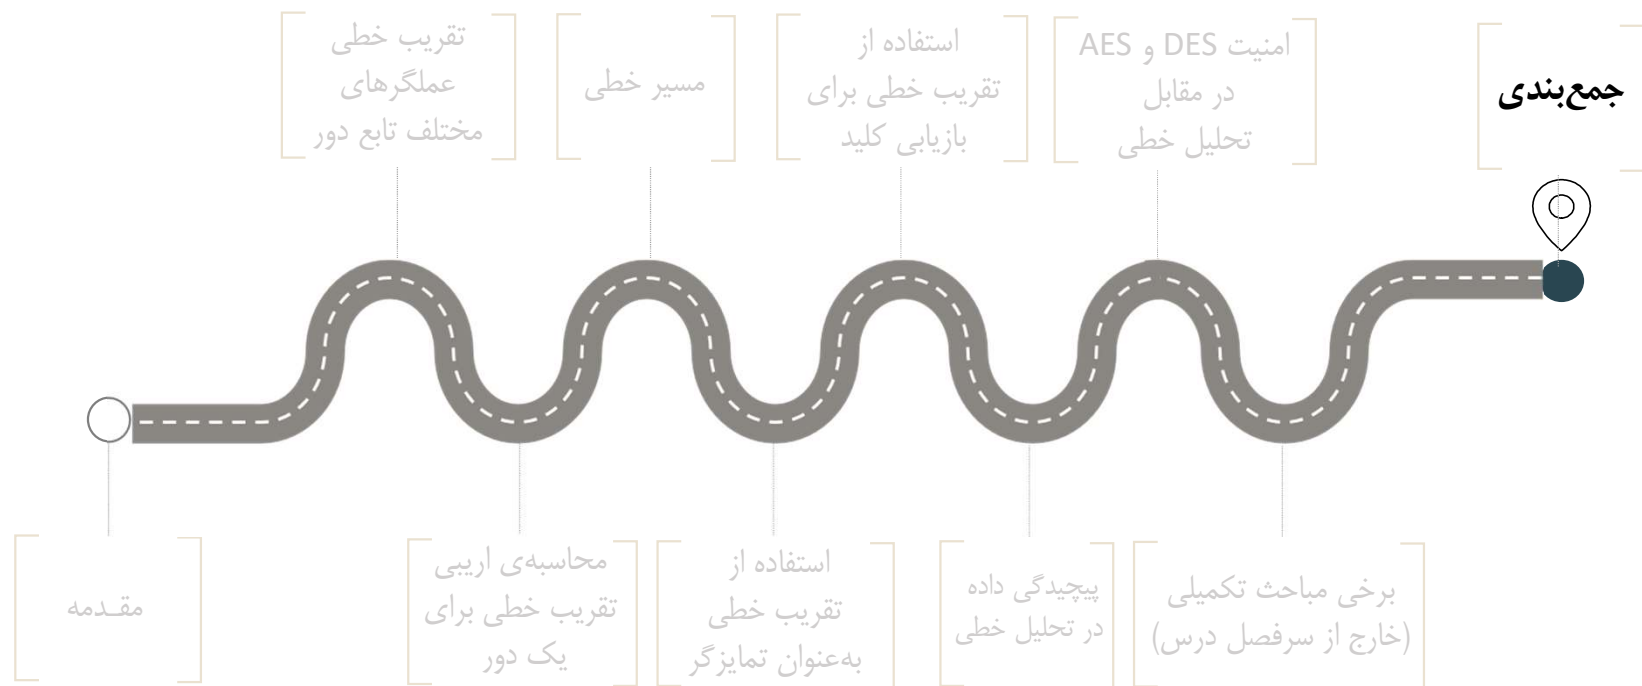 مقـدمه
تقریب خطی
عملگرهای
مختلف تابع دور
محاسبه‌ی اریبی
تقریب خطی برای
یک دور
مسیر خطی
استفاده از
تقریب خطی
به‌عنوان تمایزگر
استفاده از
تقریب خطی برای
بازیابی کلید
پیچیدگی داده
در تحلیل خطی
امنیت DES و AES
در مقابل
تحلیل خطی
برخی مباحث تکمیلی
(خارج از سرفصل درس)
جمع‌بندی